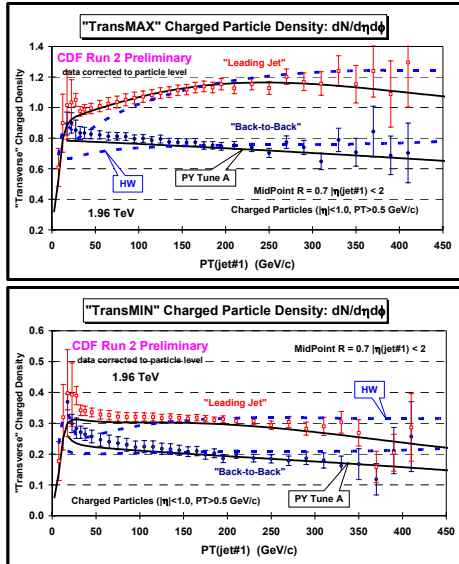 "TransMAX" Charged Particle Density: dN/dηdϕ
1.4
CDF Run 2 Preliminary
data corrected to particle level
"Leading Jet"
1.2
1.0
0.8
0.6
0.4
0.2
"Transverse" Charged Density
"Back-to-Back"
HW
PY Tune A
1.96 TeV
MidPoint R = 0.7 |η(jet#1) < 2
Charged Particles (|η|<1.0, PT>0.5 GeV/c)
0 50 100 150 200 250 300 350 400 450
PT(jet#1) (GeV/c)
"TransMIN" Charged Particle Density: dN/dηdϕ
0.6
CDF Run 2 Preliminary
data corrected to particle level
MidPoint R = 0.7 |η(jet#1) < 2
1.96 TeV
0.5
0.4
0.3
0.2
0.1
0.0
"Transverse" Charged Density
"Leading Jet"
HW
"Back-to-Back"
PY Tune A
Charged Particles (|η|<1.0, PT>0.5 GeV/c)
0 50 100 150 200 250 300 350 400 450
PT(jet#1) (GeV/c)